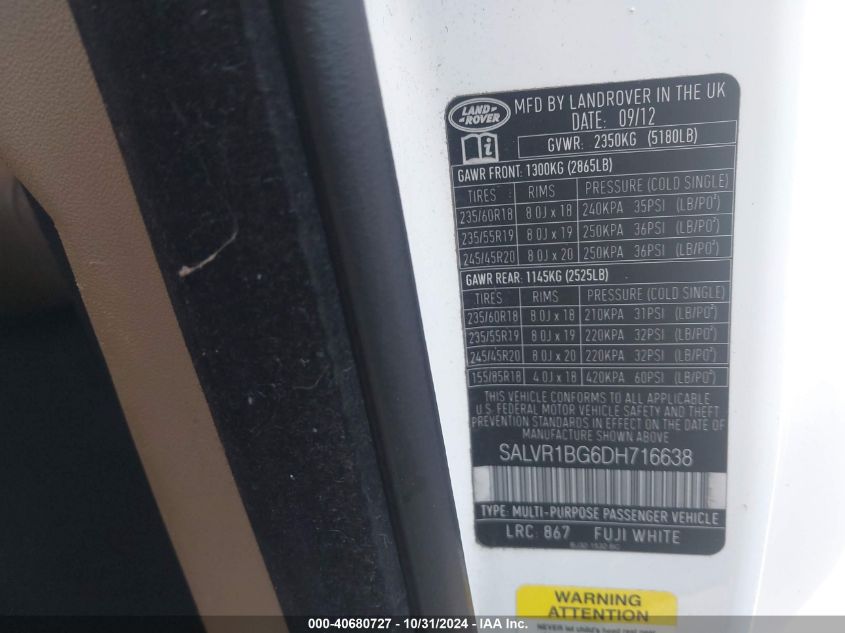 LAND-
-ROVER
MFD BY LANDROVER IN THE UK
DATE: 09/12
GVWR: 2350KG (5180LB)
GAWR FRONT: 1300KG (2865LB)
TIRES RIMS PRESSURE (COLD SINGLE)
235/60R18 8.0J x 18 240KPA 35PSI (LB/PO²)
235/55R19 8.0J x 19 250KPA 36PSI (LB/PO²)
245/45R20 8.0J x 20 250KPA 36PSI (LB/PO²)
GAWR REAR: 1145KG (2525LB)
TIRES RIMS PRESSURE (COLD SINGLE)
235/60R18 8.0J x 18 210KPA 31PSI (LB/PO²)
235/55R19 8.0J x 19 220KPA 32PSI (LB/PO²)
245/45R20 8.0J x 20 220KPA 32PSI (LB/PO²)
155/85R18 4.0J x 18 420KPA 60PSI (LB/PO²)
THIS VEHICLE CONFORMS TO ALL APPLICABLE
U.S. FEDERAL MOTOR VEHICLE SAFETY AND THEFT
PREVENTION STANDARDS IN EFFECT ON THE DATE
OF MANUFACTURE SHOWN ABOVE
SALVR1BG6DH716638
TYPE: MULTI-PURPOSE PASSENGER VEHICLE
LRC: 867 FUJI WHITE
WARNING
ATTENTION
NEVER let child's head rest near
000-40680727 - 10/31/2024 - IAA Inc.